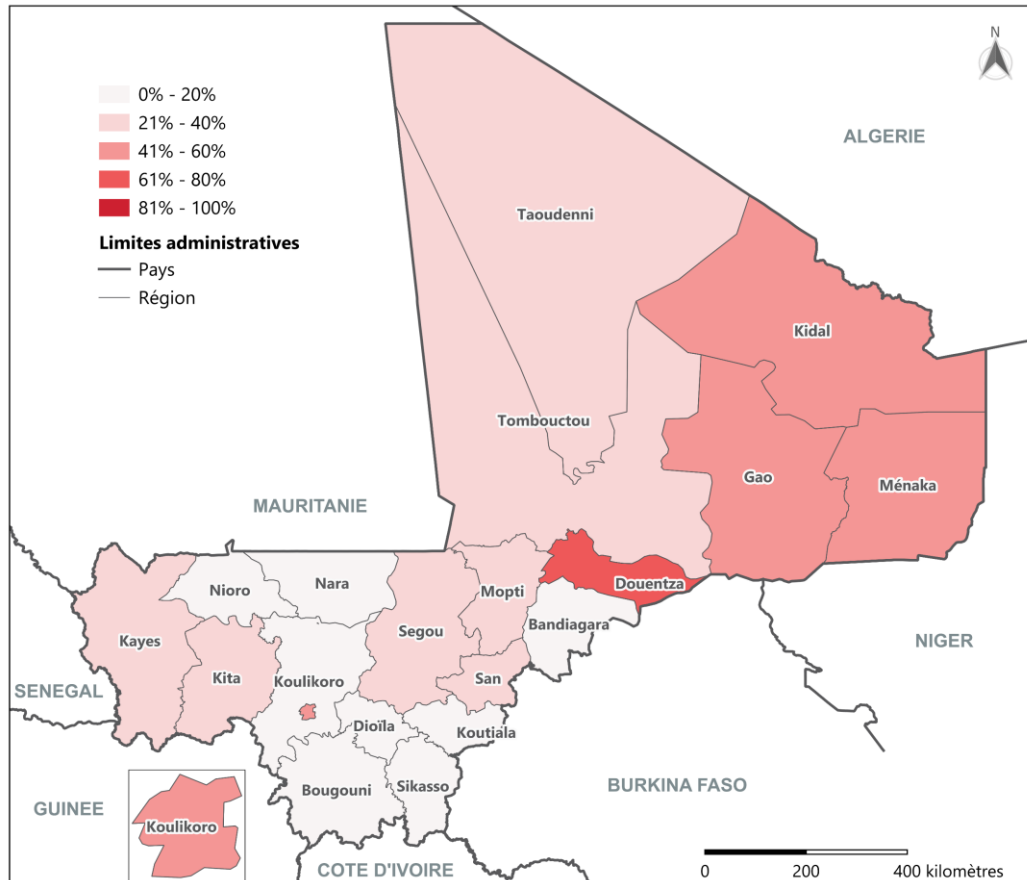 N
0% - 20%
21% - 40%
41% - 60%
61% - 80%
81% - 100%
Limites administratives
Pays
Région
ALGERIE
Taoudenni
Kidal
Tombouctou
Gao
Ménaka
MAURITANIE
Nioro
Nara
Mopti
Douentza
Bandiagara
Kayes
Segou
NIGER
Kita
Koulikoro
San
SENEGAL
Dioïla
Koutiala
Bougouni
Sikasso
BURKINA FASO
GUINEE
Koulikoro
COTE D'IVOIRE
0 200 400 kilomètres